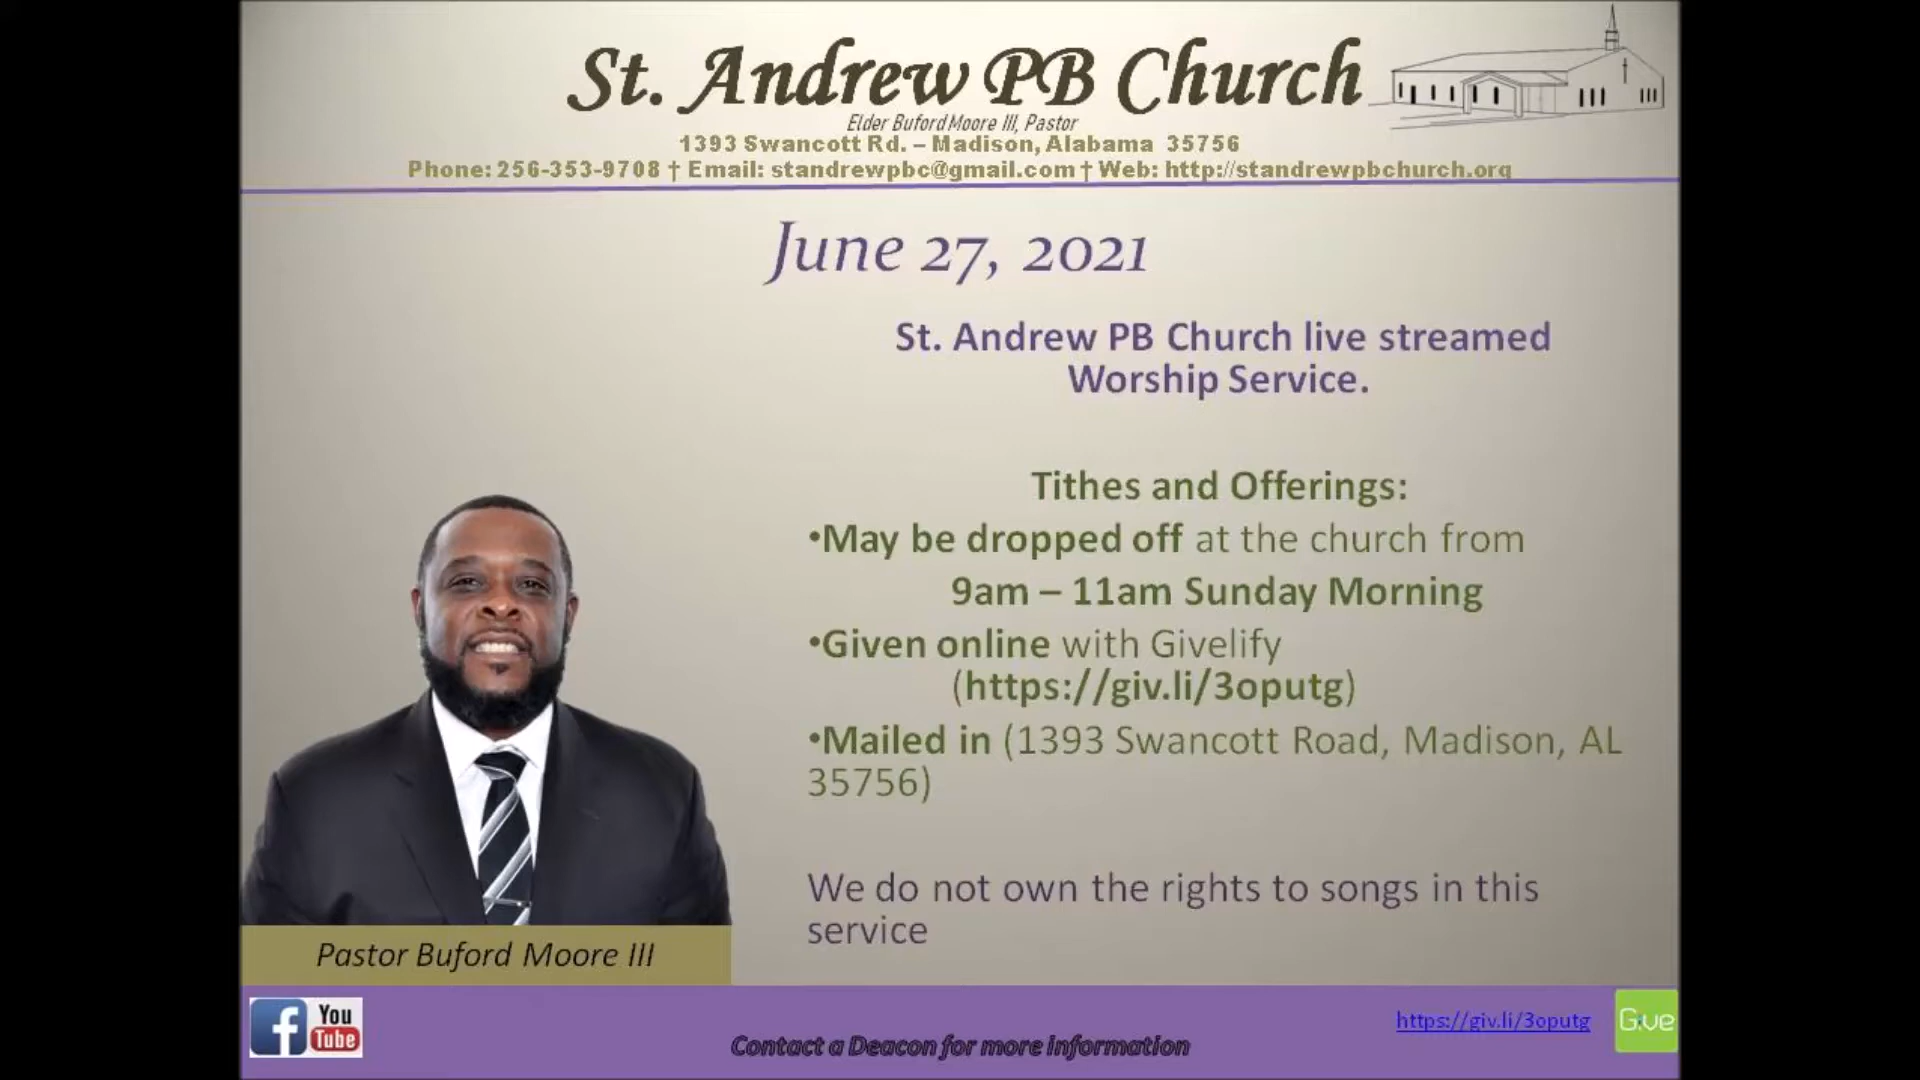 St. Andrew PB Church
Elder Buford Moore III, Pastor
1393 Swancott Rd. – Madison, Alabama 35756
Phone: 256-353-9708 † Email: standrewpbc@gmail.com † Web: http://standrewpbchurch.org
June 27, 2021
St. Andrew PB Church live streamed
Worship Service.
Tithes and Offerings:
•May be dropped off at the church from
9am – 11am Sunday Morning
•Given online with Givelify
(https://giv.li/3oputg)
•Mailed in (1393 Swancott Road, Madison, AL
35756)
We do not own the rights to songs in this
service
Pastor Buford Moore III
f
You
Tube
https://giv.li/3oputg
Give
Contact a Deacon for more information